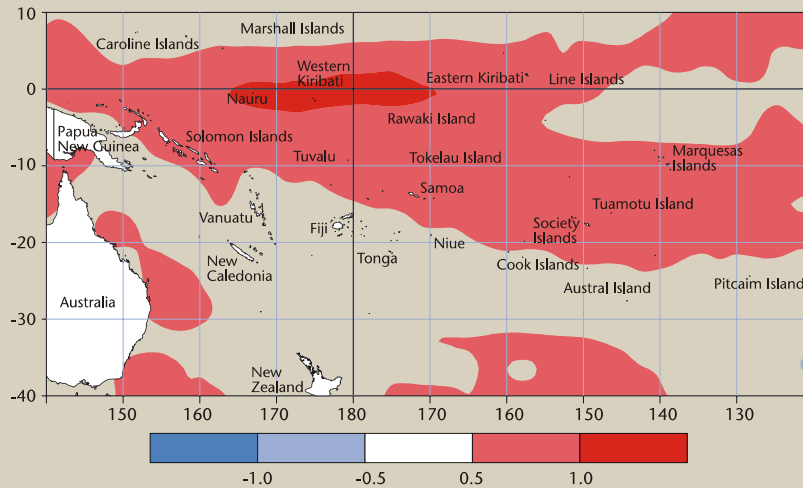 10
Marshall Islands
Caroline Islands
Western
Kiribati
Eastern Kiribati
Line Islands
0
Nauru
Rawaki Island
Papua
New Guinea
Solomon Islands
-10
Tuvalu
Tokelau Island
Marquesas
Islands
Samoa
Tuamotu Island
Vanuatu
Fiji
Society
Islands
-20
Niue
New
Caledonia
Tonga
Cook Islands
Austral Island
Pitcaim Island
Australia
-30
New
Zealand
-40
150 160 170 180 170 160 150 140 130
-1.0 -0.5 0.5 1.0